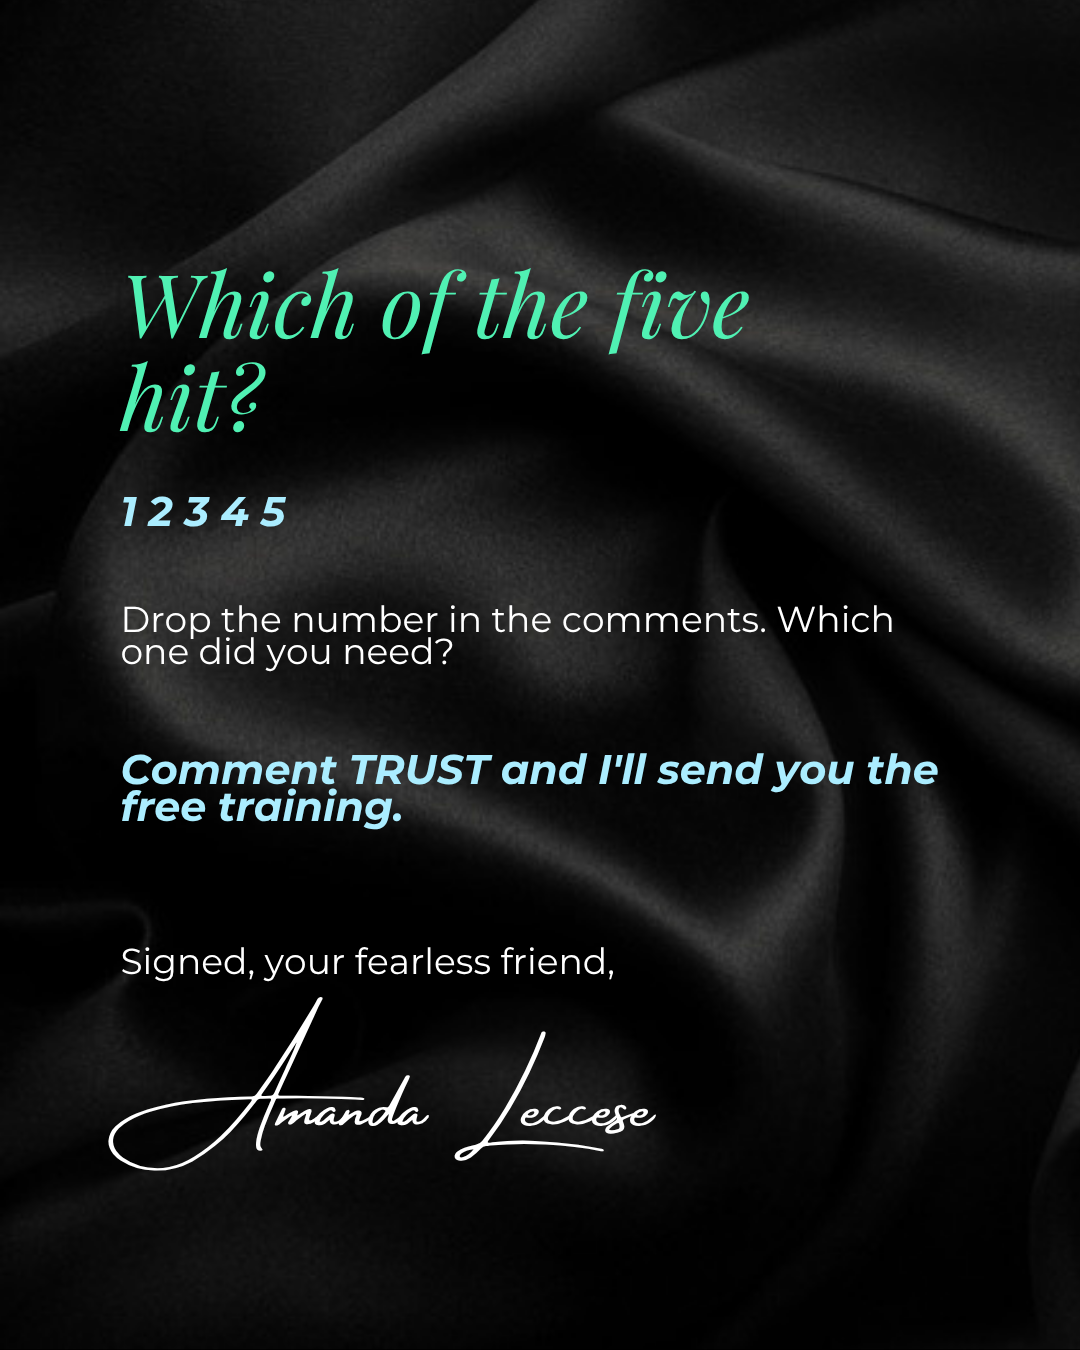 Which of the five
hit?
1 2 3 4 5
Drop the number in the comments. Which
one did you need?
Comment TRUST and I'll send you the
free training.
Signed, your fearless friend,
Amanda Leccese